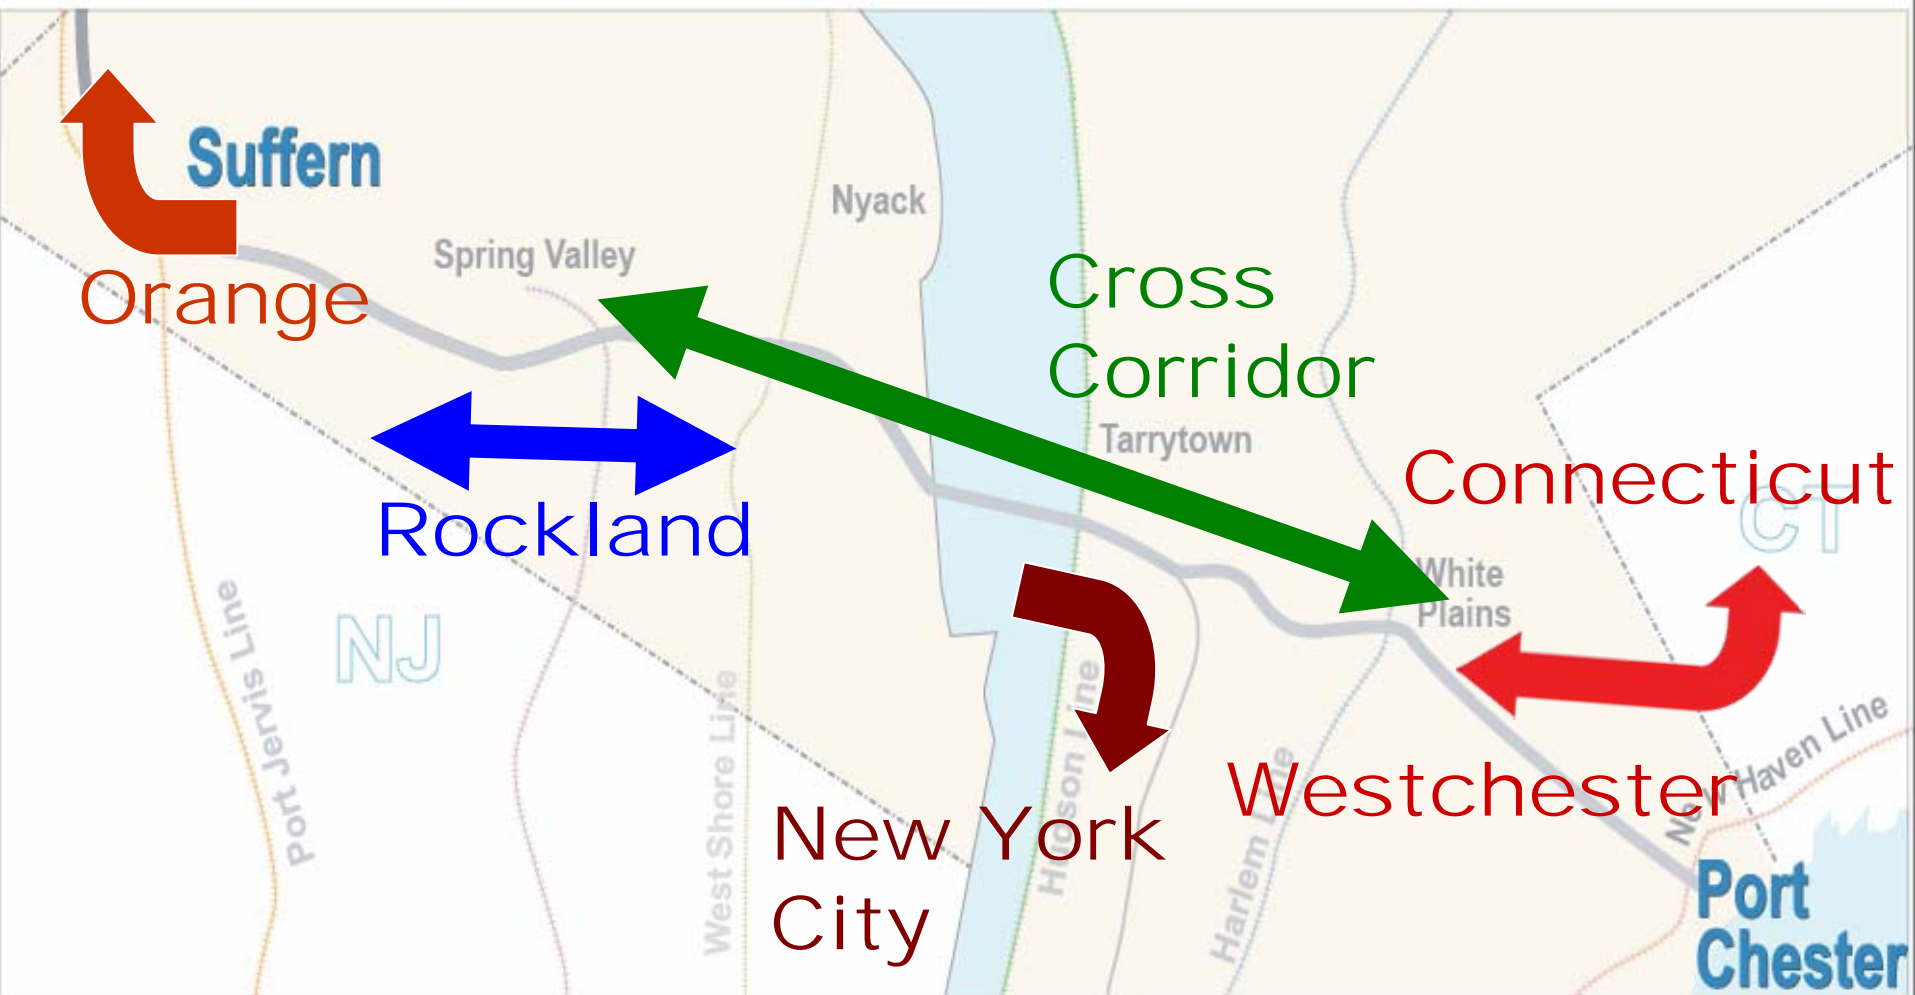 Suffern
Nyack
Spring Valley
Orange
Cross
Corridor
Tarrytown
Connecticut
CT
Rockland
White
Plains
NJ
Port Jervis Line
West Shore Line
Hudson Line
Harlem Line
New Haven Line
Westchester
New York
City
Port
Chester